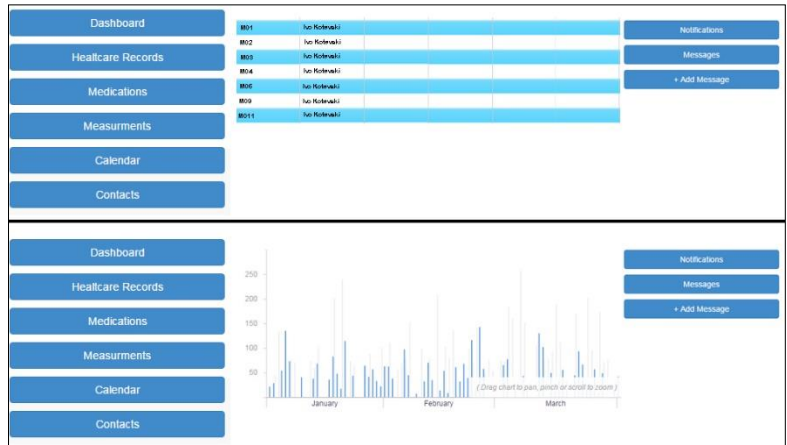 Dashboard
Healtcare Records
Medications
Measurments
Calendar
Contacts
M01 Ivo Kotevski
M02 Ivo Kotevski
M03 Ivo Kotevski
M04 Ivo Kotevski
M05 Ivo Kotevski
M09 Ivo Kotevski
M011 Ivo Kotevski
Notifications
Messages
+ Add Message
Dashboard
Healtcare Records
Medications
Measurments
Calendar
Contacts
250
200
150
100
50
( Drag chart to pan, pinch or scroll to zoom )
January February March
Notifications
Messages
+ Add Message